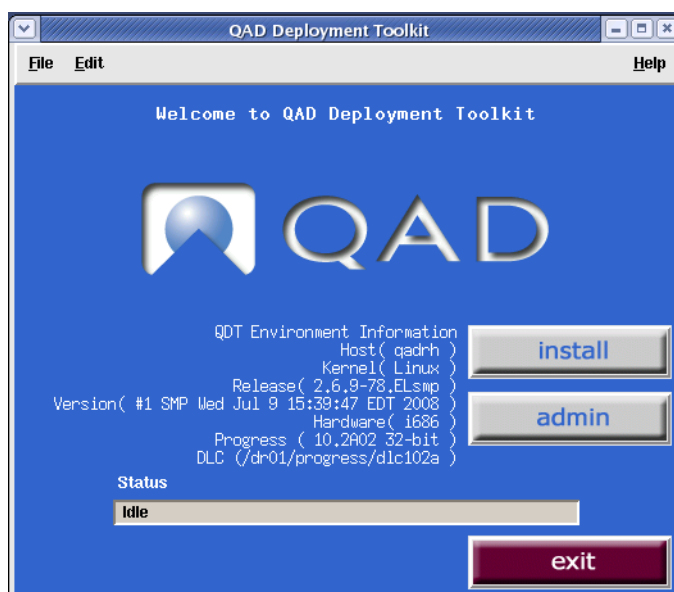 QAD Deployment Toolkit
File Edit Help
Welcome to QAD Deployment Toolkit
QAD
QDT Environment Information
Host( qadrh )
Kernel( Linux )
Release( 2.6.9-78.ELsmp )
Version( #1 SMP Wed Jul 9 15:39:47 EDT 2008 )
Hardware( i686 )
Progress ( 10.2A02 32-bit )
DLC (/dr01/progress/dlc102a )
install
admin
Status
Idle
exit